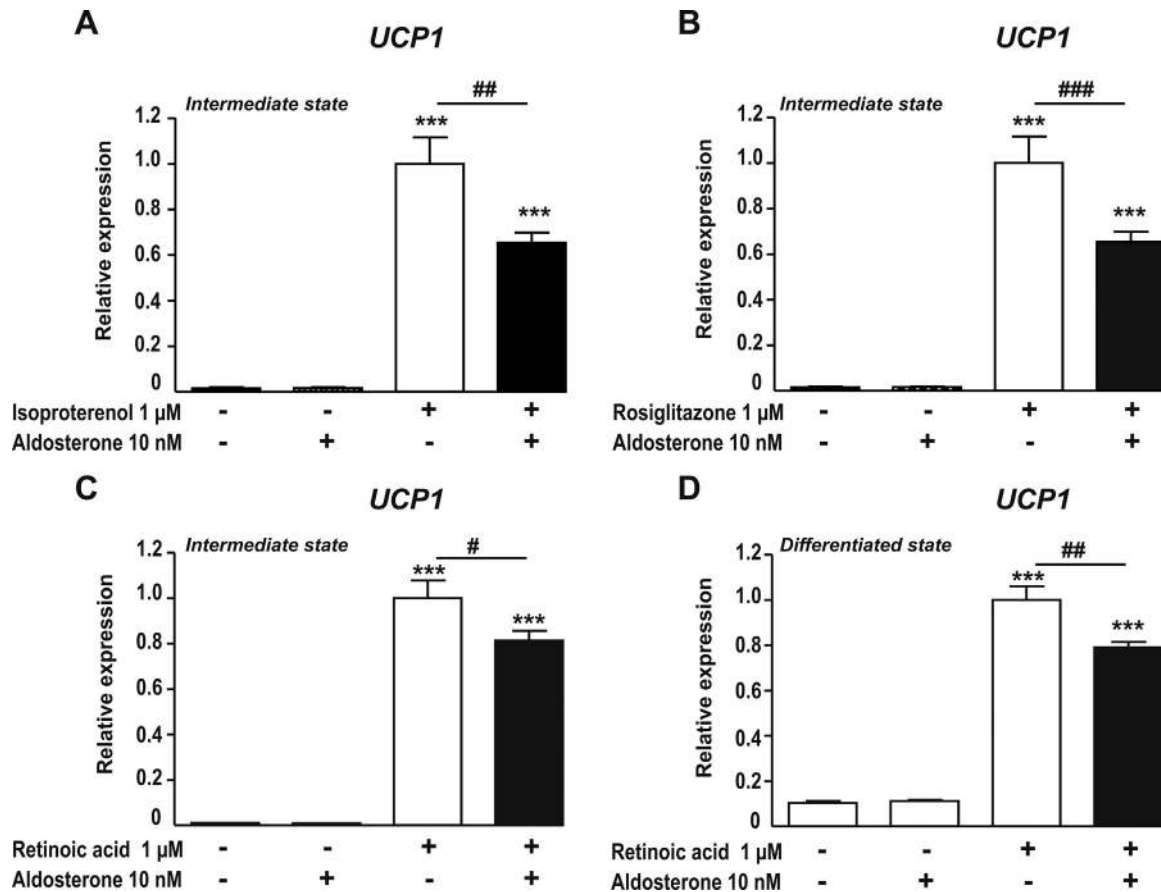 A
UCP1
Intermediate state
##
***
***
Relative expression
1.2
1.0
0.8
0.6
0.4
0.2
0
Isoproterenol 1 µM - - + +
Aldosterone 10 nM - + - +
B
UCP1
Intermediate state
###
***
***
Relative expression
1.2
1.0
0.8
0.6
0.4
0.2
0
Rosiglitazone 1 µM - - + +
Aldosterone 10 nM - + - +
C
UCP1
Intermediate state
#
***
***
Relative expression
1.2
1.0
0.8
0.6
0.4
0.2
0
Retinoic acid 1 µM - - + +
Aldosterone 10 nM - + - +
D
UCP1
Differentiated state
##
***
***
Relative expression
1.2
1.0
0.8
0.6
0.4
0.2
0
Retinoic acid 1 µM - - + +
Aldosterone 10 nM - + - +